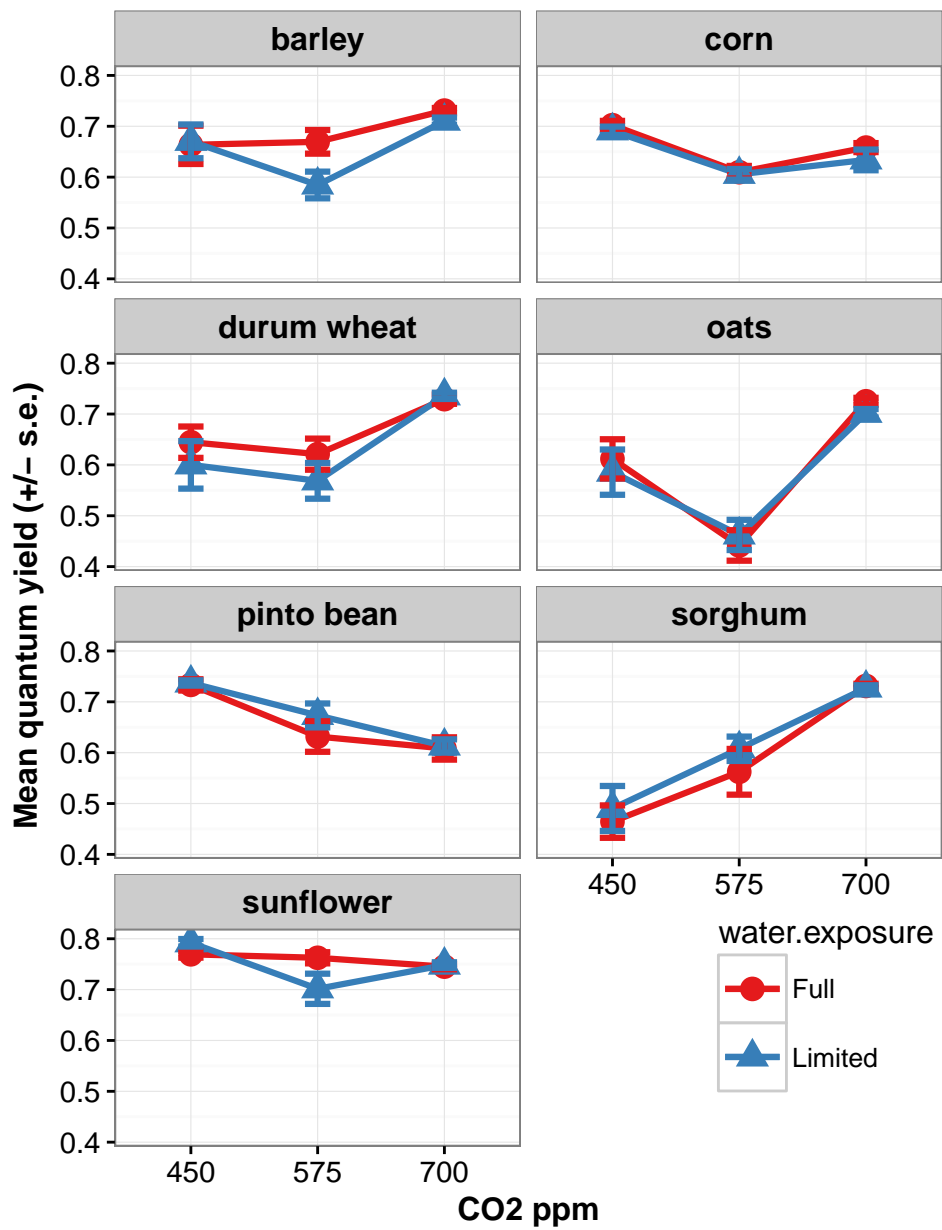 barley
corn
0.8
0.7
0.6
0.5
0.4
durum wheat
oats
0.8
0.7
0.6
0.5
0.4
pinto bean
sorghum
0.8
0.7
0.6
0.5
0.4
450
575
700
sunflower
0.8
0.7
0.6
0.5
0.4
450
575
700
CO2 ppm
Mean quantum yield (+/− s.e.)
water.exposure
Full
Limited